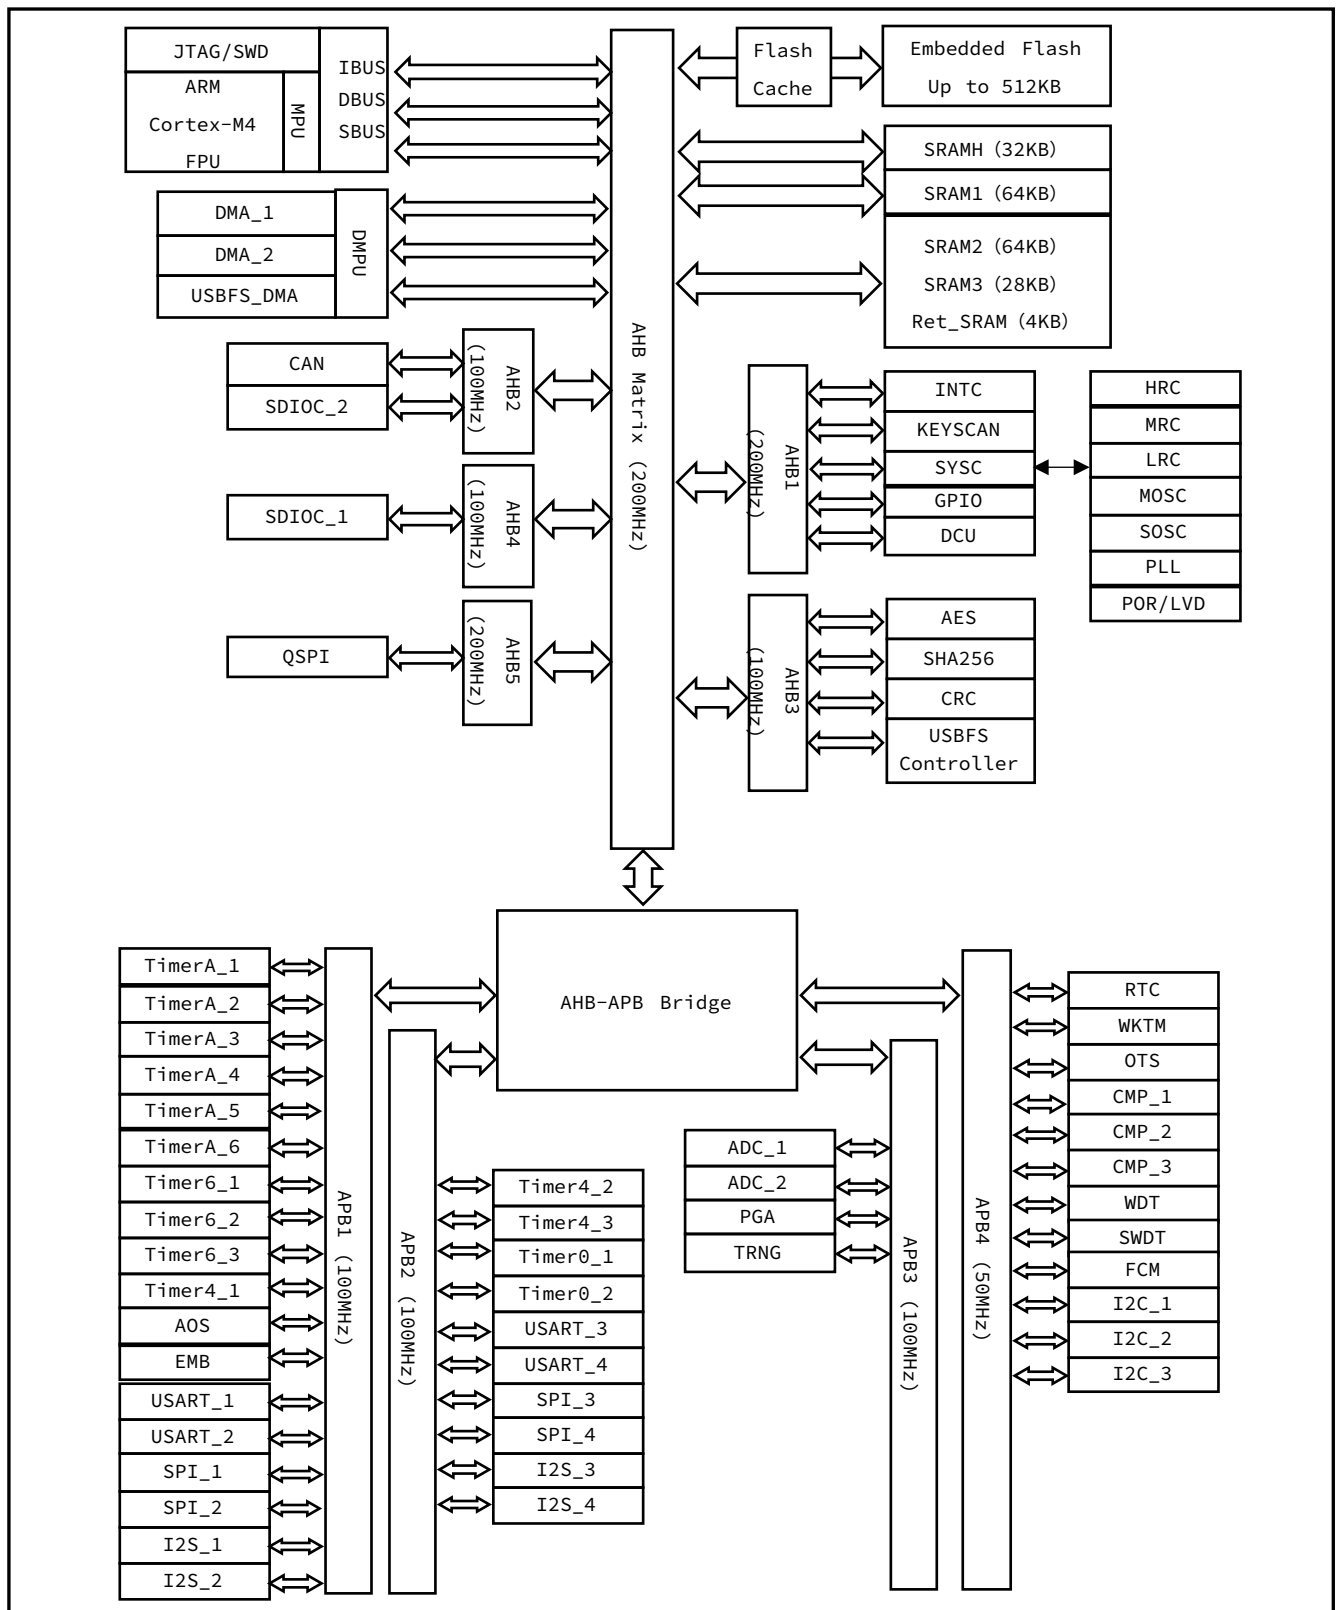 JTAG/SWD
ARM
Cortex-M4
FPU
MPU
IBUS
DBUS
SBUS
Flash
Cache
Embedded Flash
Up to 512KB
SRAMH (32KB)
SRAM1 (64KB)
SRAM2 (64KB)
SRAM3 (28KB)
Ret_SRAM (4KB)
DMA_1
DMA_2
USBFS_DMA
DMPU
AHB Matrix (200MHz)
CAN
SDIOC_2
AHB2
(100MHz)
SDIOC_1
AHB4
(100MHz)
QSPI
AHB5
(200MHz)
AHB1
(200MHz)
INTC
KEYSCAN
SYSC
GPIO
DCU
HRC
MRC
LRC
MOSC
SOSC
PLL
POR/LVD
AHB3
(100MHz)
AES
SHA256
CRC
USBFS
Controller
AHB-APB Bridge
TimerA_1
TimerA_2
TimerA_3
TimerA_4
TimerA_5
TimerA_6
Timer6_1
Timer6_2
Timer6_3
Timer4_1
AOS
EMB
USART_1
USART_2
SPI_1
SPI_2
I2S_1
I2S_2
APB1 (100MHz)
APB2 (100MHz)
Timer4_2
Timer4_3
Timer0_1
Timer0_2
USART_3
USART_4
SPI_3
SPI_4
I2S_3
I2S_4
ADC_1
ADC_2
PGA
TRNG
APB3 (100MHz)
APB4 (50MHz)
RTC
WKTM
OTS
CMP_1
CMP_2
CMP_3
WDT
SWDT
FCM
I2C_1
I2C_2
I2C_3